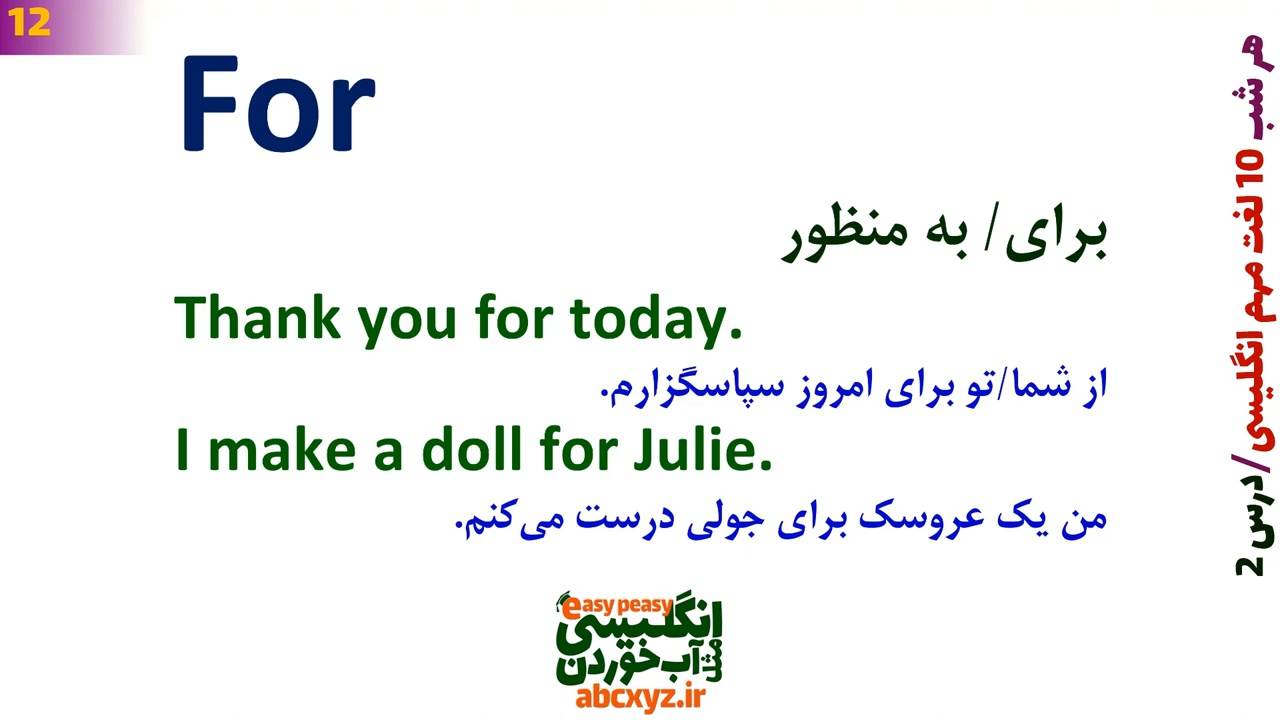 12
For
برای/ به منظور
Thank you for today.
از شما/تو برای امروز سپاسگزارم.
I make a doll for Julie.
من یک عروسک برای جولی درست می‌کنم.
هر شب 10 لغت مهم انگلیسی/درس 2
easy peasy
انگلیسی
مثل آب خوردن
abcxyz.ir